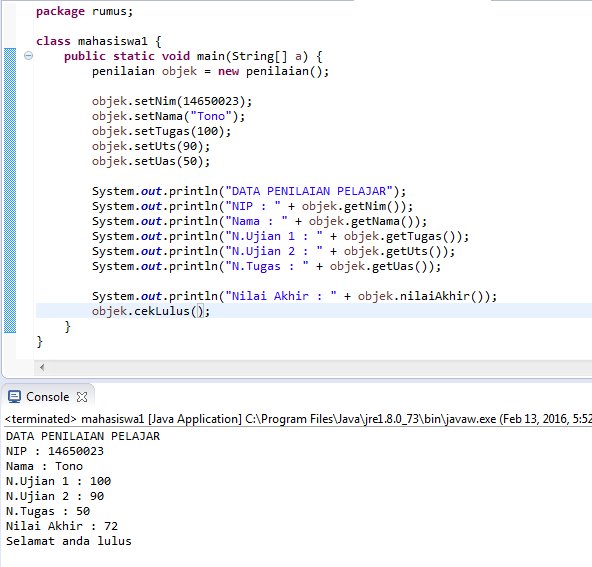 package rumus;
class mahasiswa1 {
public static void main(String[] a) {
penilaian objek = new penilaian();
objek.setNim(14650023);
objek.setNama("Tono");
objek.setTugas(100);
objek.setUts(90);
objek.setUas(50);
System.out.println("DATA PENILAIAN PELAJAR");
System.out.println("NIP : " + objek.getNim());
System.out.println("Nama : " + objek.getNama());
System.out.println("N.Ujian 1 : " + objek.getTugas());
System.out.println("N.Ujian 2 : " + objek.getUts());
System.out.println("N.Tugas : " + objek.getUas());
System.out.println("Nilai Akhir : " + objek.nilaiAkhir());
objek.cekLulus();
}
}
Console
<terminated> mahasiswa1 [Java Application] C:\Program Files\Java\jre1.8.0_73\bin\javaw.exe (Feb 13, 2016, 5:52
DATA PENILAIAN PELAJAR
NIP : 14650023
Nama : Tono
N.Ujian 1 : 100
N.Ujian 2 : 90
N.Tugas : 50
Nilai Akhir : 72
Selamat anda lulus